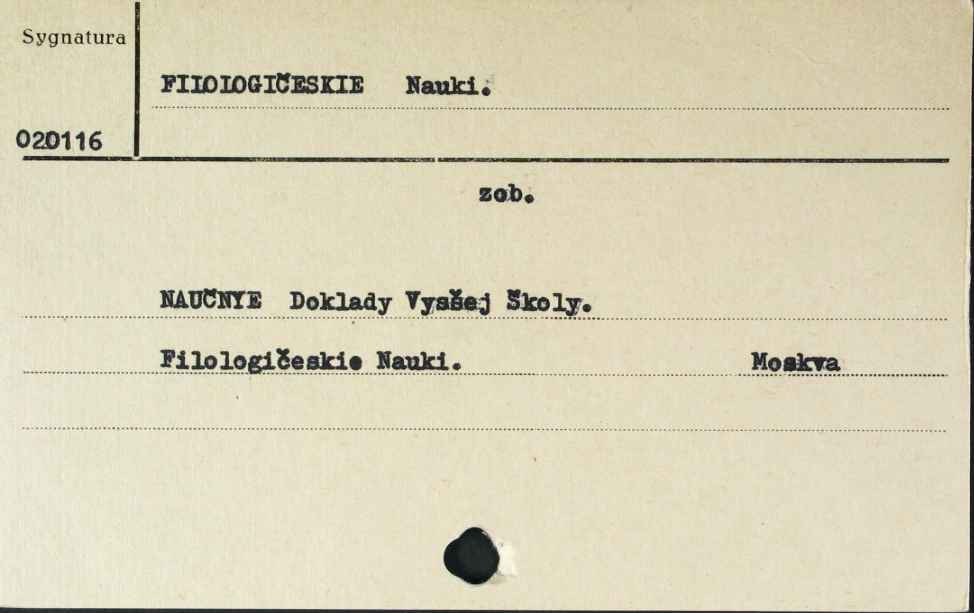 Sygnatura
FILOLOGIČESKIE Nauki.
020116
zob.
NAUČNYE Doklady Vysšej Školy.
Filologičeskie Nauki. Moskva